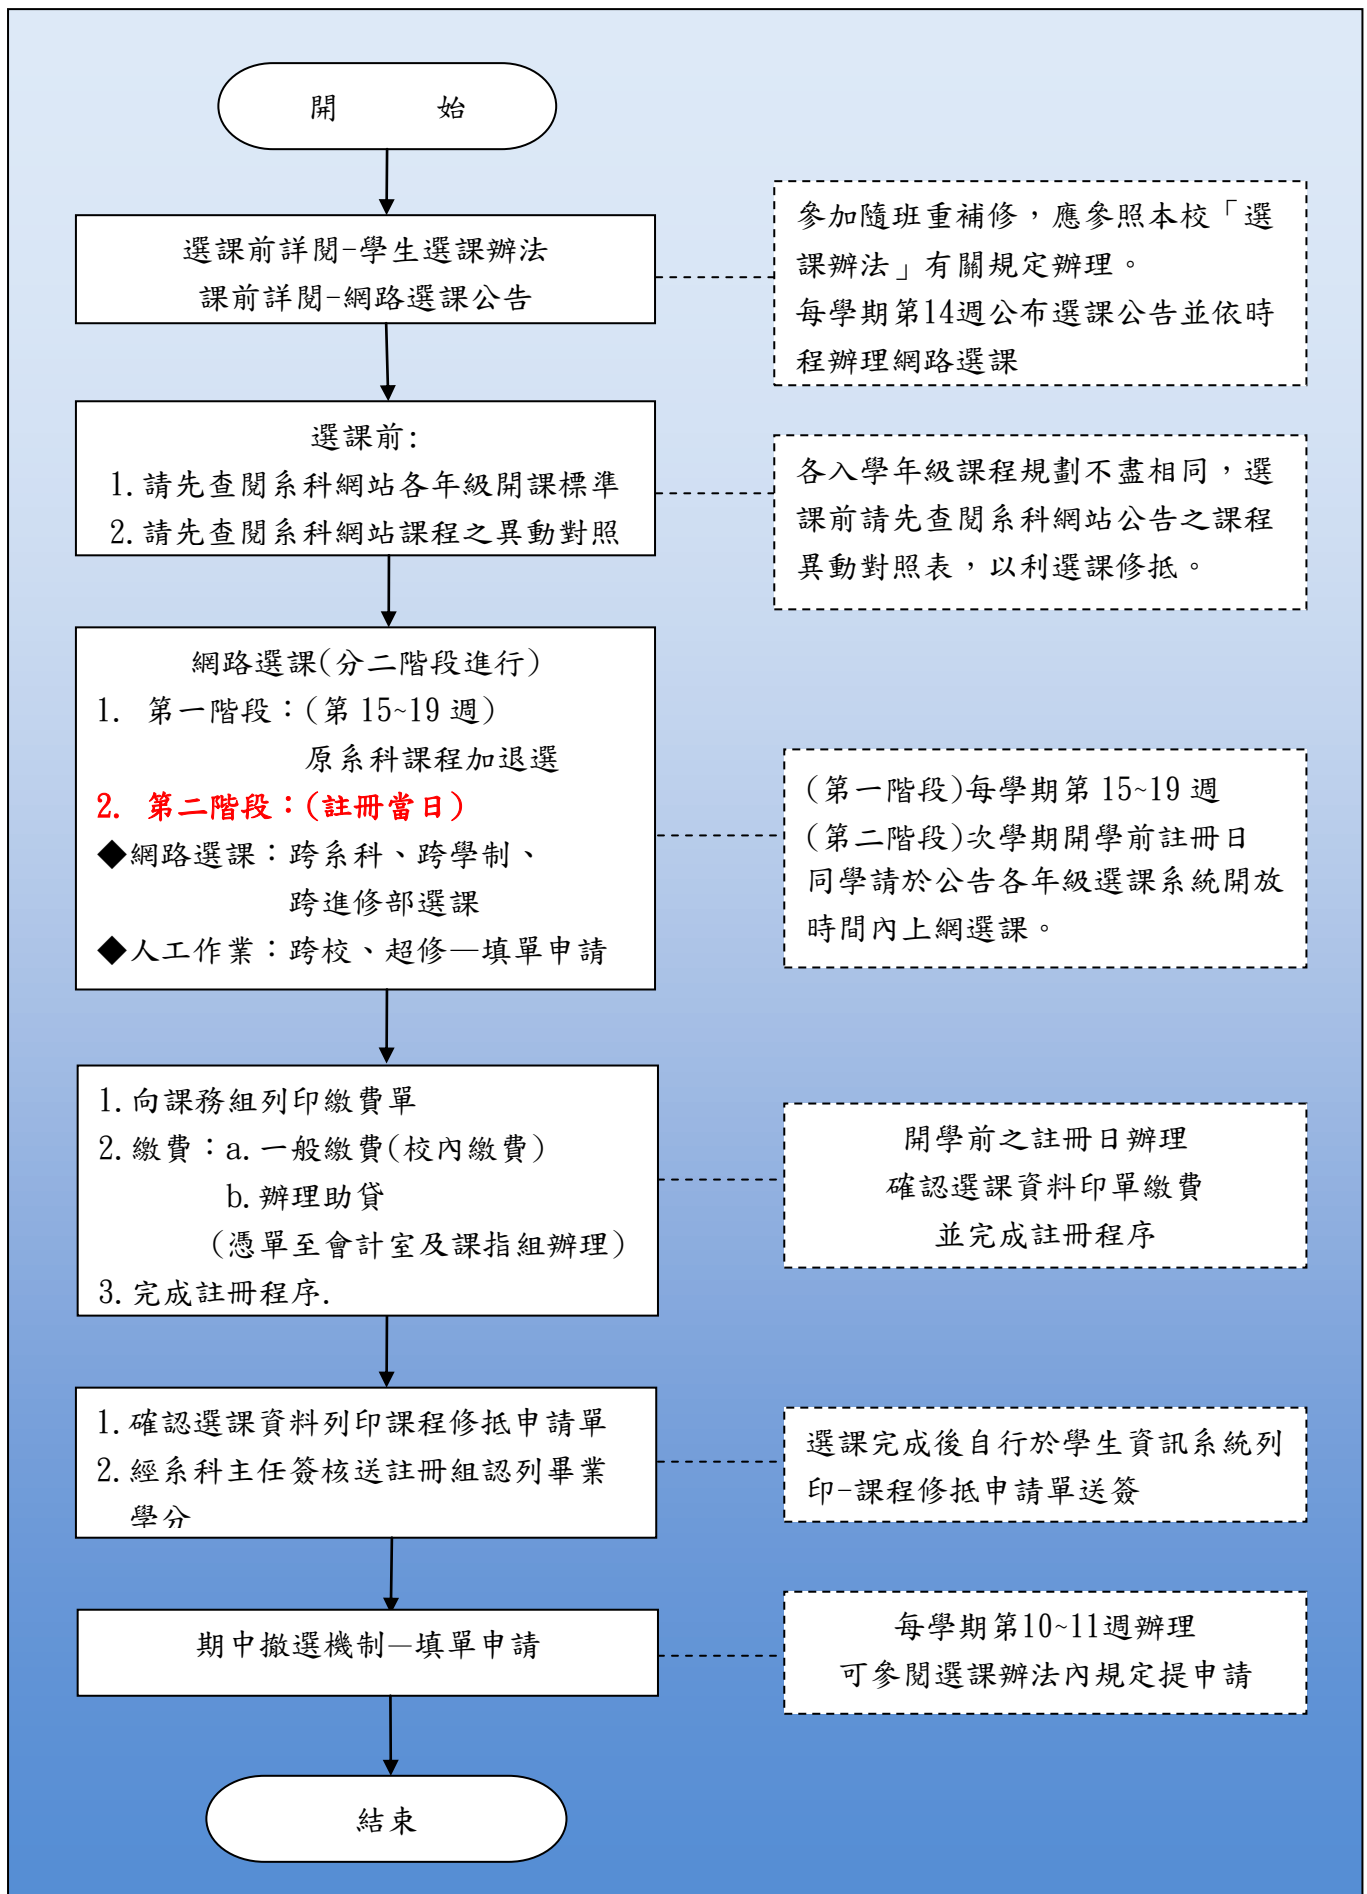 開　　　始
選課前詳閱-學生選課辦法
課前詳閱-網路選課公告
參加隨班重補修，應參照本校「選
課辦法」有關規定辦理。
每學期第14週公布選課公告並依時
程辦理網路選課
選課前:
1.請先查閱系科網站各年級開課標準
2.請先查閱系科網站課程之異動對照
各入學年級課程規劃不盡相同，選
課前請先查閱系科網站公告之課程
異動對照表，以利選課修抵。
網路選課(分二階段進行)
1. 第一階段：(第 15~19 週)
原系科課程加退選
2. 第二階段：(註冊當日)
◆網路選課：跨系科、跨學制、
跨進修部選課
◆人工作業：跨校、超修—填單申請
(第一階段)每學期第 15~19 週
(第二階段)次學期開學前註冊日
同學請於公告各年級選課系統開放
時間內上網選課。
1.向課務組列印繳費單
2.繳費：a.一般繳費(校內繳費)
b.辦理助貸
(憑單至會計室及課指組辦理)
3.完成註冊程序.
開學前之註冊日辦理
確認選課資料印單繳費
並完成註冊程序
1.確認選課資料列印課程修抵申請單
2.經系科主任簽核送註冊組認列畢業
學分
選課完成後自行於學生資訊系統列
印-課程修抵申請單送簽
期中撤選機制—填單申請
每學期第10~11週辦理
可參閱選課辦法內規定提申請
結束